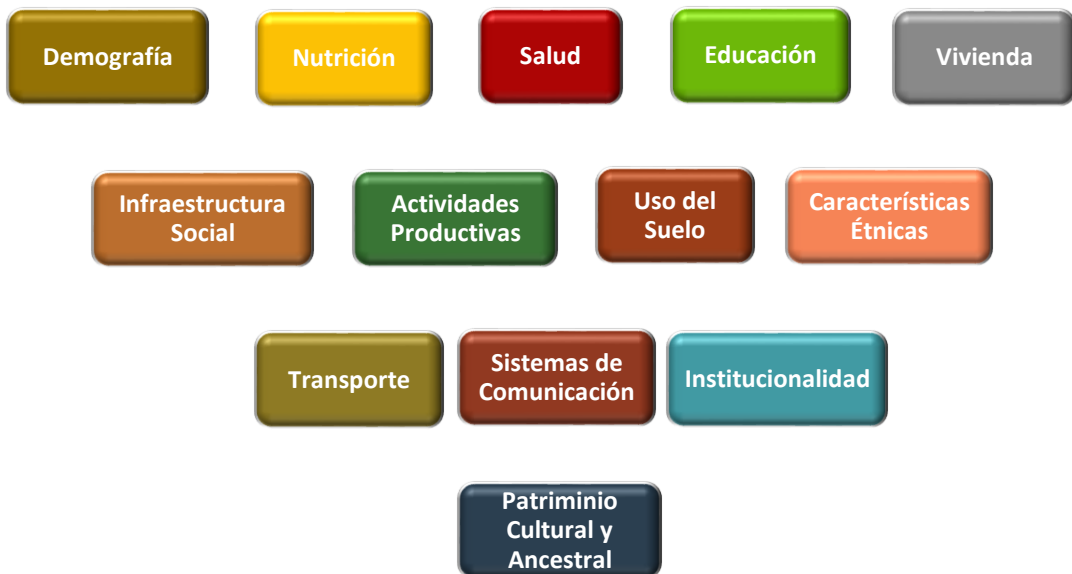 Demografía
Nutrición
Salud
Educación
Vivienda
Infraestructura
Social
Actividades
Productivas
Uso del
Suelo
Características
Étnicas
Transporte
Sistemas de
Comunicación
Institucionalidad
Patriminio
Cultural y
Ancestral